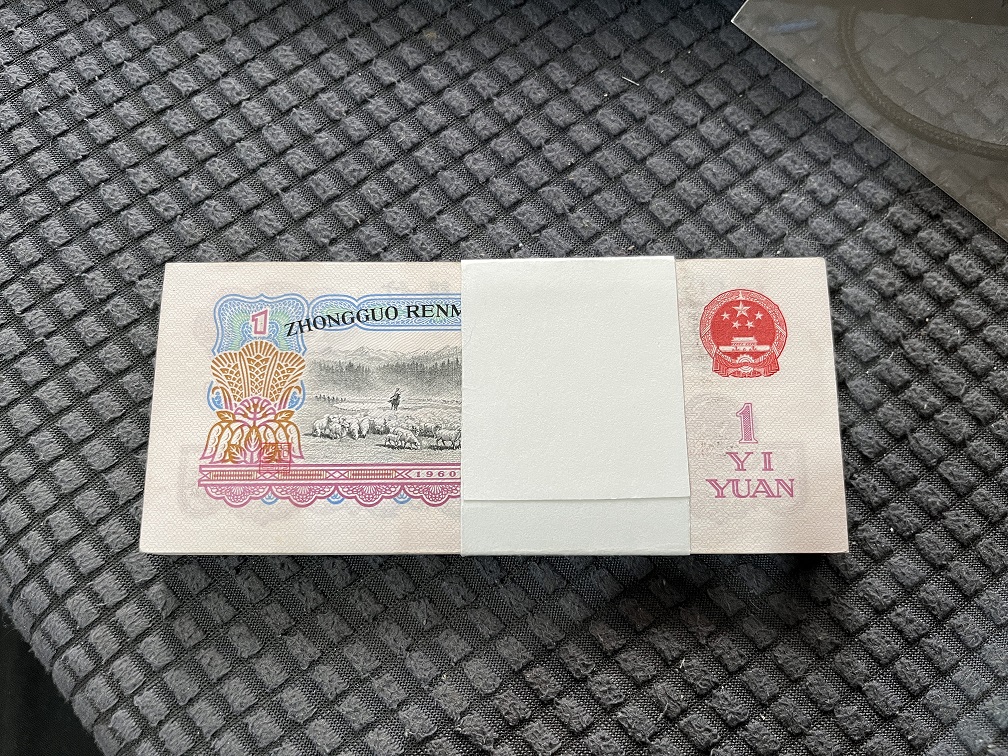 1
ZHONGGUO RENM
1960
1
YI
YUAN